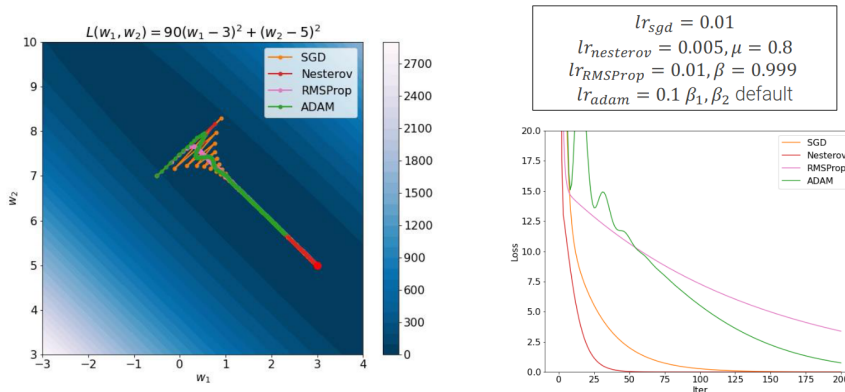 L(w₁, w₂) = 90(w₁ − 3)² + (w₂ − 5)²
SGD
Nesterov
RMSProp
ADAM
w₂
10
9
8
7
6
5
4
3
−3
−2
−1
0
1
2
3
4
w₁
2700
2400
2100
1800
1500
1200
900
600
300
0
lr_sgd = 0.01
lr_nesterov = 0.005, μ = 0.8
lr_RMSProp = 0.01, β = 0.999
lr_adam = 0.1 β₁, β₂ default
SGD
Nesterov
RMSProp
ADAM
Loss
20.0
17.5
15.0
12.5
10.0
7.5
5.0
2.5
0.0
0
25
50
75
100
125
150
175
200
Iter